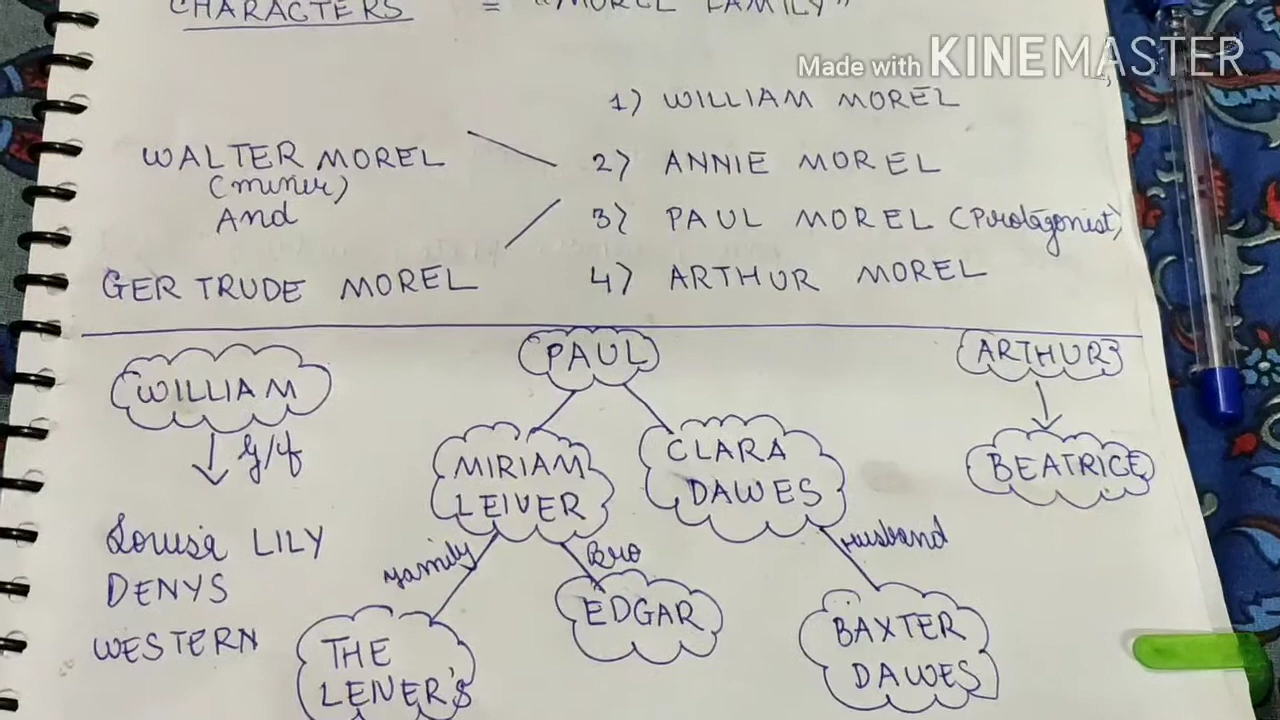 CHARACTERS = "MOREL FAMILY"
Made with KINEMASTER
1) WILLIAM MOREL
WALTER MOREL
(miner)
And
GERTRUDE MOREL
2) ANNIE MOREL
3) PAUL MOREL (Protagonist)
4) ARTHUR MOREL
WILLIAM
g/f
Louisa LILY
DENYS
WESTERN
PAUL
MIRIAM
LEIVER
family
THE
LEIVER'S
Bro
EDGAR
CLARA
DAWES
Husband
BAXTER
DAWES
ARTHUR
BEATRICE